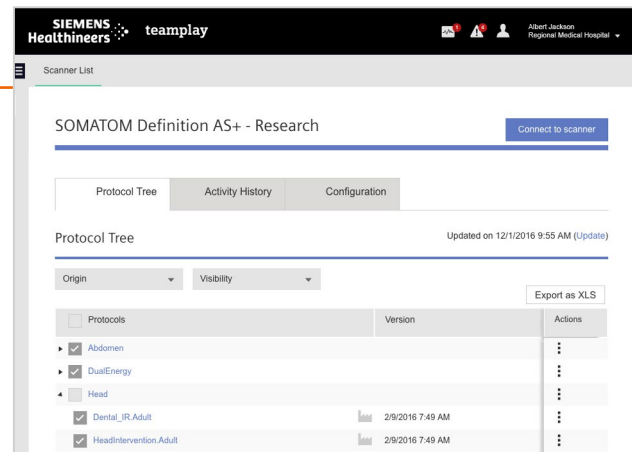 SIEMENS
Healthineers
teamplay
1
4
Albert Jackson
Regional Medical Hospital
Scanner List
SOMATOM Definition AS+ - Research
Connect to scanner
Protocol Tree
Activity History
Configuration
Protocol Tree
Updated on 12/1/2016 9:55 AM (Update)
Origin
Visibility
Export as XLS
Protocols
Version
Actions
Abdomen
DualEnergy
Head
Dental_IR.Adult
2/9/2016 7:49 AM
HeadIntervention.Adult
2/9/2016 7:49 AM